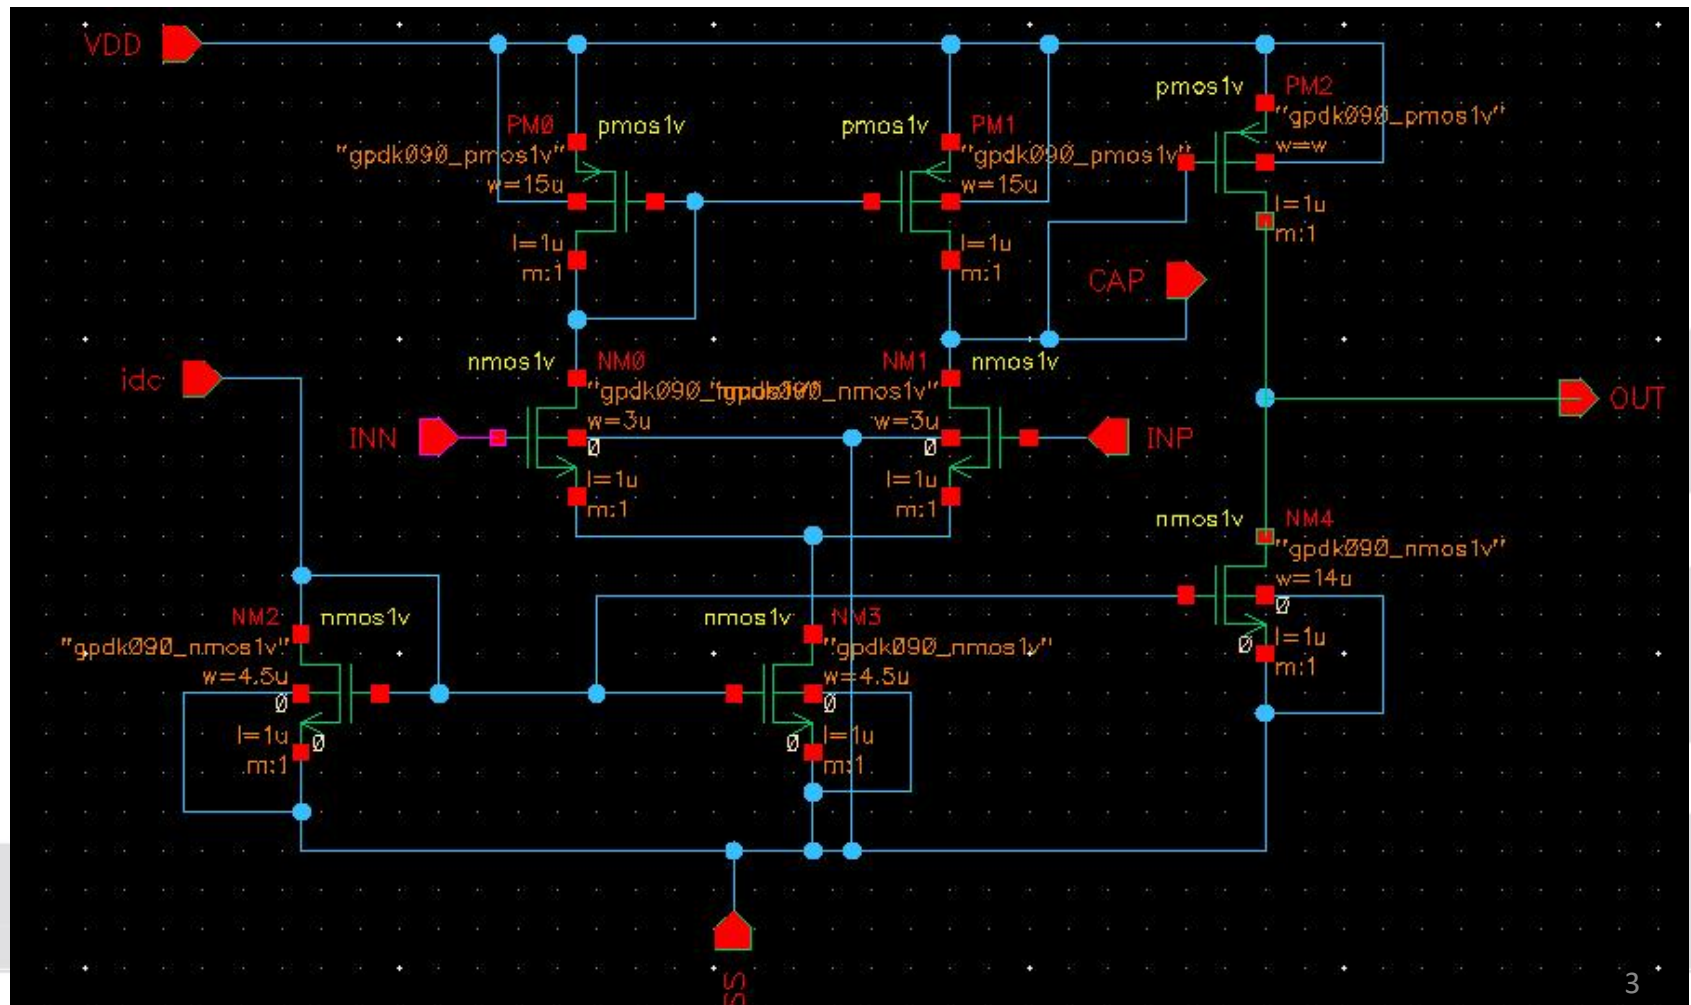 VDD
pmos1v
PM2
"gpdk090_pmos1v"
w=w
l=1u
m:1
PM0
pmos1v
"gpdk090_pmos1v"
w=15u
l=1u
m:1
pmos1v
PM1
"gpdk090_pmos1v"
w=15u
l=1u
m:1
CAP
idc
nmos1v
NM0
"gpdk090_nmos1v"
w=3u
0
l=1u
m:1
NM1
nmos1v
"gpdk090_nmos1v"
w=3u
0
l=1u
m:1
INN
INP
OUT
nmos1v
NM4
"gpdk090_nmos1v"
w=14u
0
0
l=1u
m:1
NM2
nmos1v
"gpdk090_nmos1v"
w=4.5u
0
l=1u
0
m:1
nmos1v
NM3
"gpdk090_nmos1v"
w=4.5u
0
0
l=1u
m:1
SS
3